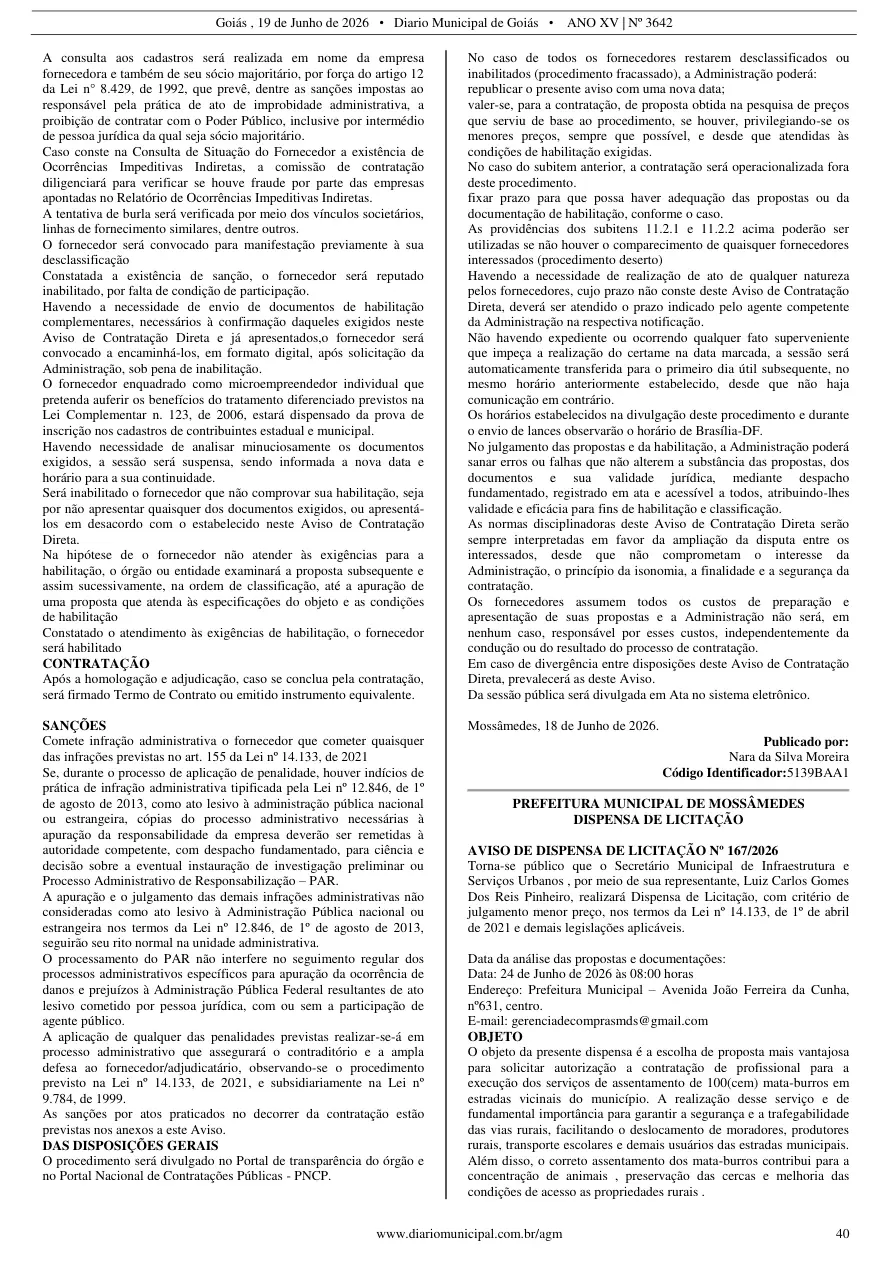 Goiás , 19 de Junho de 2026 • Diario Municipal de Goiás • ANO XV | Nº 3642
A consulta aos cadastros será realizada em nome da empresa
fornecedora e também de seu sócio majoritário, por força do artigo 12
da Lei n° 8.429, de 1992, que prevê, dentre as sanções impostas ao
responsável pela prática de ato de improbidade administrativa, a
proibição de contratar com o Poder Público, inclusive por intermédio
de pessoa jurídica da qual seja sócio majoritário.
Caso conste na Consulta de Situação do Fornecedor a existência de
Ocorrências Impeditivas Indiretas, a comissão de contratação
diligenciará para verificar se houve fraude por parte das empresas
apontadas no Relatório de Ocorrências Impeditivas Indiretas.
A tentativa de burla será verificada por meio dos vínculos societários,
linhas de fornecimento similares, dentre outros.
O fornecedor será convocado para manifestação previamente à sua
desclassificação
Constatada a existência de sanção, o fornecedor será reputado
inabilitado, por falta de condição de participação.
Havendo a necessidade de envio de documentos de habilitação
complementares, necessários à confirmação daqueles exigidos neste
Aviso de Contratação Direta e já apresentados,o fornecedor será
convocado a encaminhá-los, em formato digital, após solicitação da
Administração, sob pena de inabilitação.
O fornecedor enquadrado como microempreendedor individual que
pretenda auferir os benefícios do tratamento diferenciado previstos na
Lei Complementar n. 123, de 2006, estará dispensado da prova de
inscrição nos cadastros de contribuintes estadual e municipal.
Havendo necessidade de analisar minuciosamente os documentos
exigidos, a sessão será suspensa, sendo informada a nova data e
horário para a sua continuidade.
Será inabilitado o fornecedor que não comprovar sua habilitação, seja
por não apresentar quaisquer dos documentos exigidos, ou apresentá-
los em desacordo com o estabelecido neste Aviso de Contratação
Direta.
Na hipótese de o fornecedor não atender às exigências para a
habilitação, o órgão ou entidade examinará a proposta subsequente e
assim sucessivamente, na ordem de classificação, até a apuração de
uma proposta que atenda às especificações do objeto e as condições
de habilitação
Constatado o atendimento às exigências de habilitação, o fornecedor
será habilitado
CONTRATAÇÃO
Após a homologação e adjudicação, caso se conclua pela contratação,
será firmado Termo de Contrato ou emitido instrumento equivalente.
SANÇÕES
Comete infração administrativa o fornecedor que cometer quaisquer
das infrações previstas no art. 155 da Lei nº 14.133, de 2021
Se, durante o processo de aplicação de penalidade, houver indícios de
prática de infração administrativa tipificada pela Lei nº 12.846, de 1º
de agosto de 2013, como ato lesivo à administração pública nacional
ou estrangeira, cópias do processo administrativo necessárias à
apuração da responsabilidade da empresa deverão ser remetidas à
autoridade competente, com despacho fundamentado, para ciência e
decisão sobre a eventual instauração de investigação preliminar ou
Processo Administrativo de Responsabilização – PAR.
A apuração e o julgamento das demais infrações administrativas não
consideradas como ato lesivo à Administração Pública nacional ou
estrangeira nos termos da Lei nº 12.846, de 1º de agosto de 2013,
seguirão seu rito normal na unidade administrativa.
O processamento do PAR não interfere no seguimento regular dos
processos administrativos específicos para apuração da ocorrência de
danos e prejuízos à Administração Pública Federal resultantes de ato
lesivo cometido por pessoa jurídica, com ou sem a participação de
agente público.
A aplicação de qualquer das penalidades previstas realizar-se-á em
processo administrativo que assegurará o contraditório e a ampla
defesa ao fornecedor/adjudicatário, observando-se o procedimento
previsto na Lei nº 14.133, de 2021, e subsidiariamente na Lei nº
9.784, de 1999.
As sanções por atos praticados no decorrer da contratação estão
previstas nos anexos a este Aviso.
DAS DISPOSIÇÕES GERAIS
O procedimento será divulgado no Portal de transparência do órgão e
no Portal Nacional de Contratações Públicas - PNCP.
No caso de todos os fornecedores restarem desclassificados ou
inabilitados (procedimento fracassado), a Administração poderá:
republicar o presente aviso com uma nova data;
valer-se, para a contratação, de proposta obtida na pesquisa de preços
que serviu de base ao procedimento, se houver, privilegiando-se os
menores preços, sempre que possível, e desde que atendidas às
condições de habilitação exigidas.
No caso do subitem anterior, a contratação será operacionalizada fora
deste procedimento.
fixar prazo para que possa haver adequação das propostas ou da
documentação de habilitação, conforme o caso.
As providências dos subitens 11.2.1 e 11.2.2 acima poderão ser
utilizadas se não houver o comparecimento de quaisquer fornecedores
interessados (procedimento deserto)
Havendo a necessidade de realização de ato de qualquer natureza
pelos fornecedores, cujo prazo não conste deste Aviso de Contratação
Direta, deverá ser atendido o prazo indicado pelo agente competente
da Administração na respectiva notificação.
Não havendo expediente ou ocorrendo qualquer fato superveniente
que impeça a realização do certame na data marcada, a sessão será
automaticamente transferida para o primeiro dia útil subsequente, no
mesmo horário anteriormente estabelecido, desde que não haja
comunicação em contrário.
Os horários estabelecidos na divulgação deste procedimento e durante
o envio de lances observarão o horário de Brasília-DF.
No julgamento das propostas e da habilitação, a Administração poderá
sanar erros ou falhas que não alterem a substância das propostas, dos
documentos e sua validade jurídica, mediante despacho
fundamentado, registrado em ata e acessível a todos, atribuindo-lhes
validade e eficácia para fins de habilitação e classificação.
As normas disciplinadoras deste Aviso de Contratação Direta serão
sempre interpretadas em favor da ampliação da disputa entre os
interessados, desde que não comprometam o interesse da
Administração, o princípio da isonomia, a finalidade e a segurança da
contratação.
Os fornecedores assumem todos os custos de preparação e
apresentação de suas propostas e a Administração não será, em
nenhum caso, responsável por esses custos, independentemente da
condução ou do resultado do processo de contratação.
Em caso de divergência entre disposições deste Aviso de Contratação
Direta, prevalecerá as deste Aviso.
Da sessão pública será divulgada em Ata no sistema eletrônico.
Mossâmedes, 18 de Junho de 2026.
Publicado por:
Nara da Silva Moreira
Código Identificador:5139BAA1
PREFEITURA MUNICIPAL DE MOSSÂMEDES
DISPENSA DE LICITAÇÃO
AVISO DE DISPENSA DE LICITAÇÃO Nº 167/2026
Torna-se público que o Secretário Municipal de Infraestrutura e
Serviços Urbanos , por meio de sua representante, Luiz Carlos Gomes
Dos Reis Pinheiro, realizará Dispensa de Licitação, com critério de
julgamento menor preço, nos termos da Lei nº 14.133, de 1º de abril
de 2021 e demais legislações aplicáveis.
Data da análise das propostas e documentações:
Data: 24 de Junho de 2026 às 08:00 horas
Endereço: Prefeitura Municipal – Avenida João Ferreira da Cunha,
nº631, centro.
E-mail: gerenciadecomprasmds@gmail.com
OBJETO
O objeto da presente dispensa é a escolha de proposta mais vantajosa
para solicitar autorização a contratação de profissional para a
execução dos serviços de assentamento de 100(cem) mata-burros em
estradas vicinais do município. A realização desse serviço e de
fundamental importância para garantir a segurança e a trafegabilidade
das vias rurais, facilitando o deslocamento de moradores, produtores
rurais, transporte escolares e demais usuários das estradas municipais.
Além disso, o correto assentamento dos mata-burros contribui para a
concentração de animais , preservação das cercas e melhoria das
condições de acesso as propriedades rurais .
www.diariomunicipal.com.br/agm
40